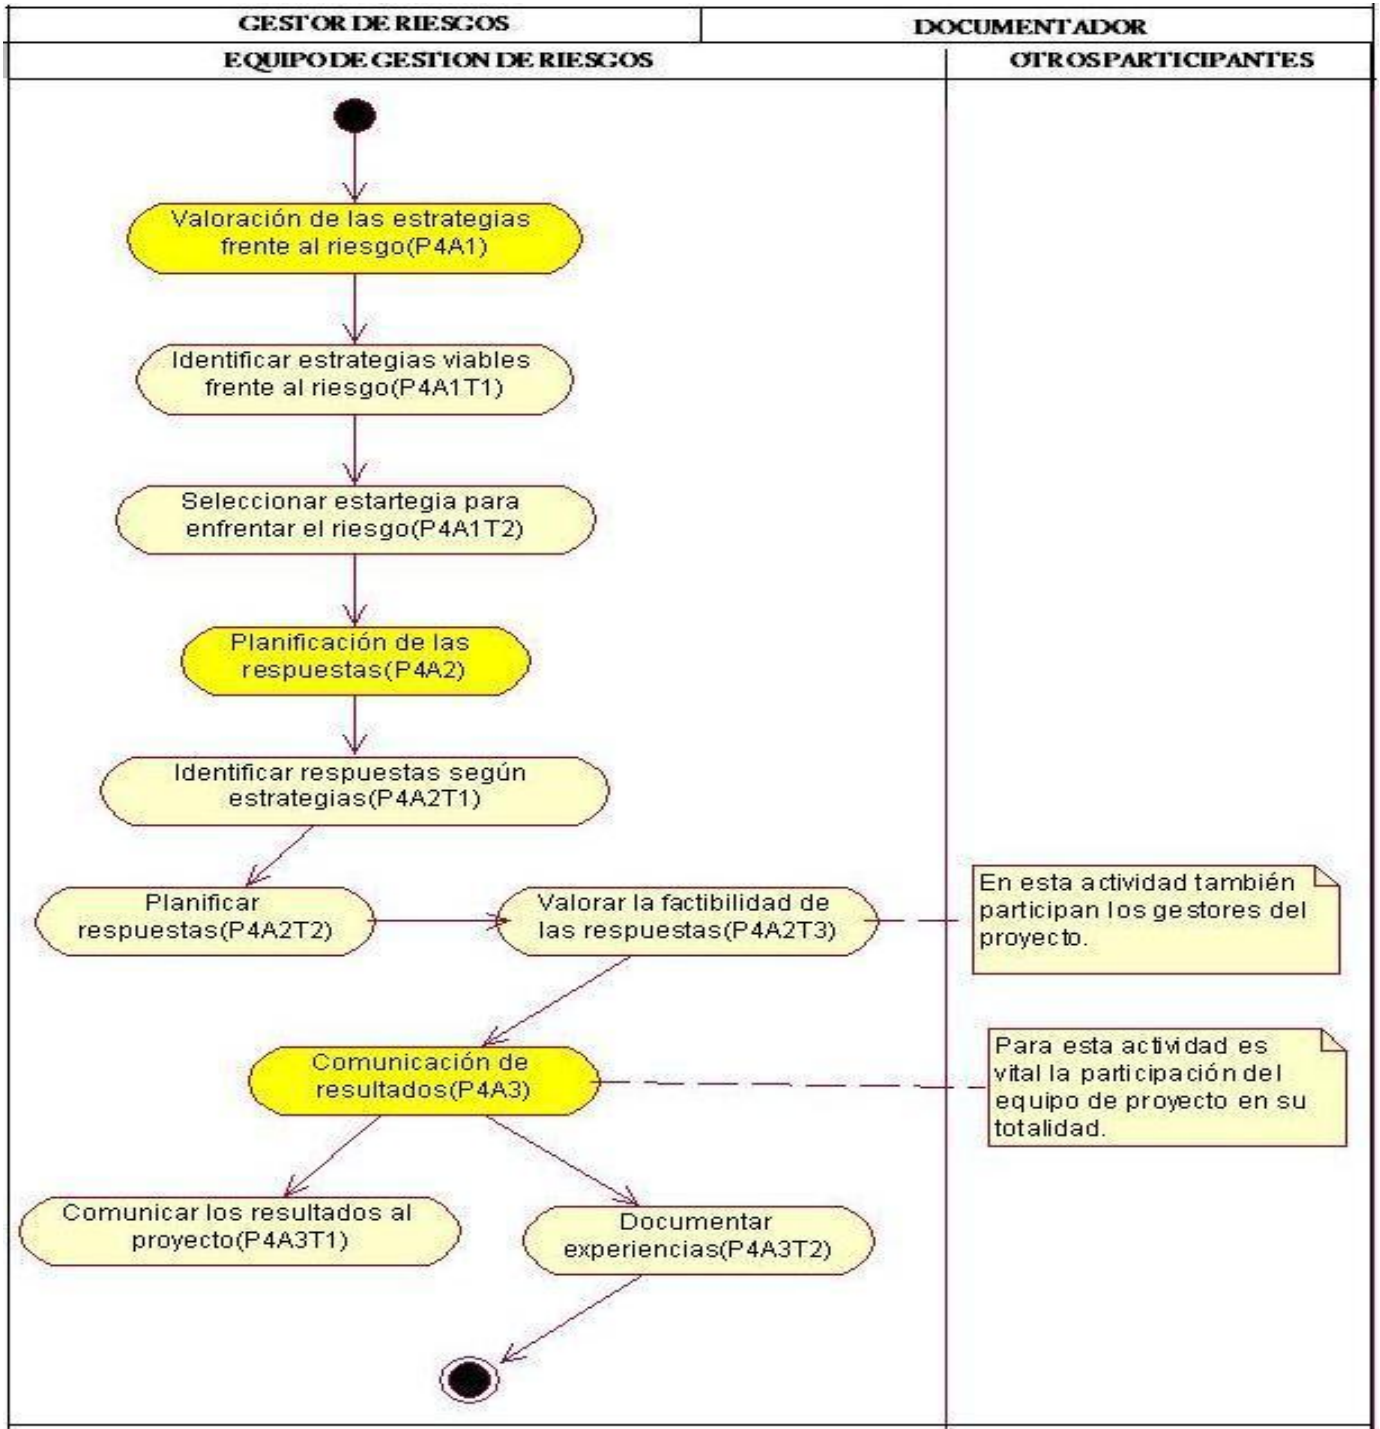 GESTOR DE RIESGOS
DOCUMENTADOR
EQUIPO DE GESTION DE RIESGOS
OTROS PARTICIPANTES
Valoración de las estrategias
frente al riesgo(P4A1)
Identificar estrategias viables
frente al riesgo(P4A1T1)
Seleccionar estartegia para
enfrentar el riesgo(P4A1T2)
Planificación de las
respuestas(P4A2)
Identificar respuestas según
estrategias(P4A2T1)
Planificar
respuestas(P4A2T2)
Valorar la factibilidad de
las respuestas(P4A2T3)
En esta actividad también
participan los gestores del
proyecto.
Comunicación de
resultados(P4A3)
Para esta actividad es
vital la participación del
equipo de proyecto en su
totalidad.
Comunicar los resultados al
proyecto(P4A3T1)
Documentar
experiencias(P4A3T2)